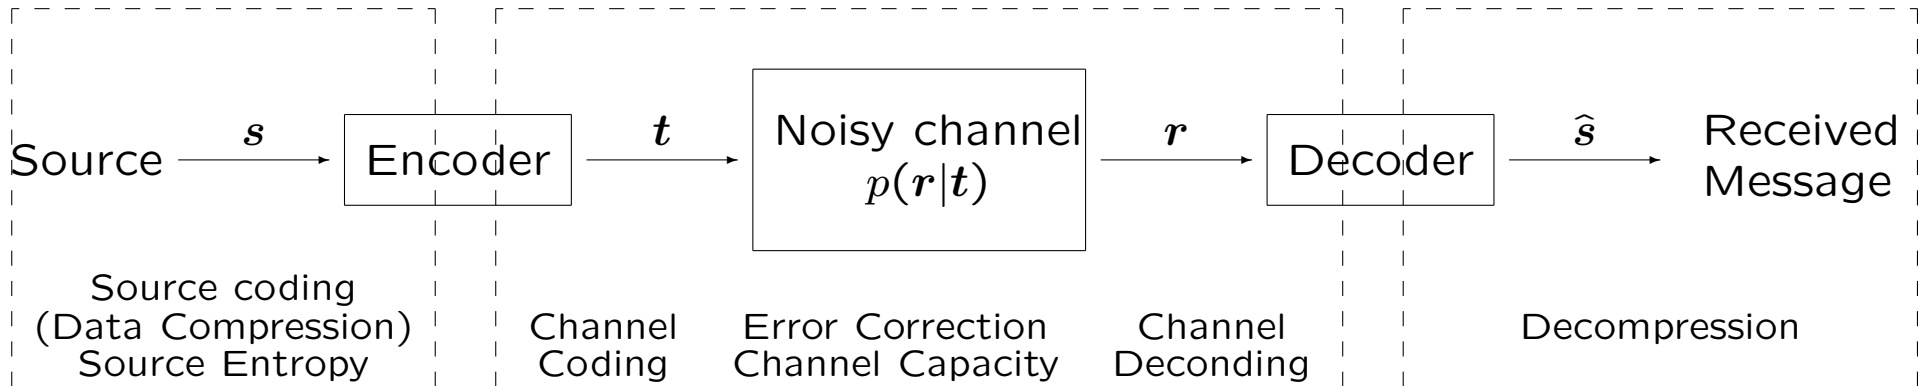 Source
s
Encoder
t
Noisy channel
p(r|t)
r
Decoder
ŝ
Received
Message
Source coding
(Data Compression)
Source Entropy
Channel
Coding
Error Correction
Channel Capacity
Channel
Deconding
Decompression